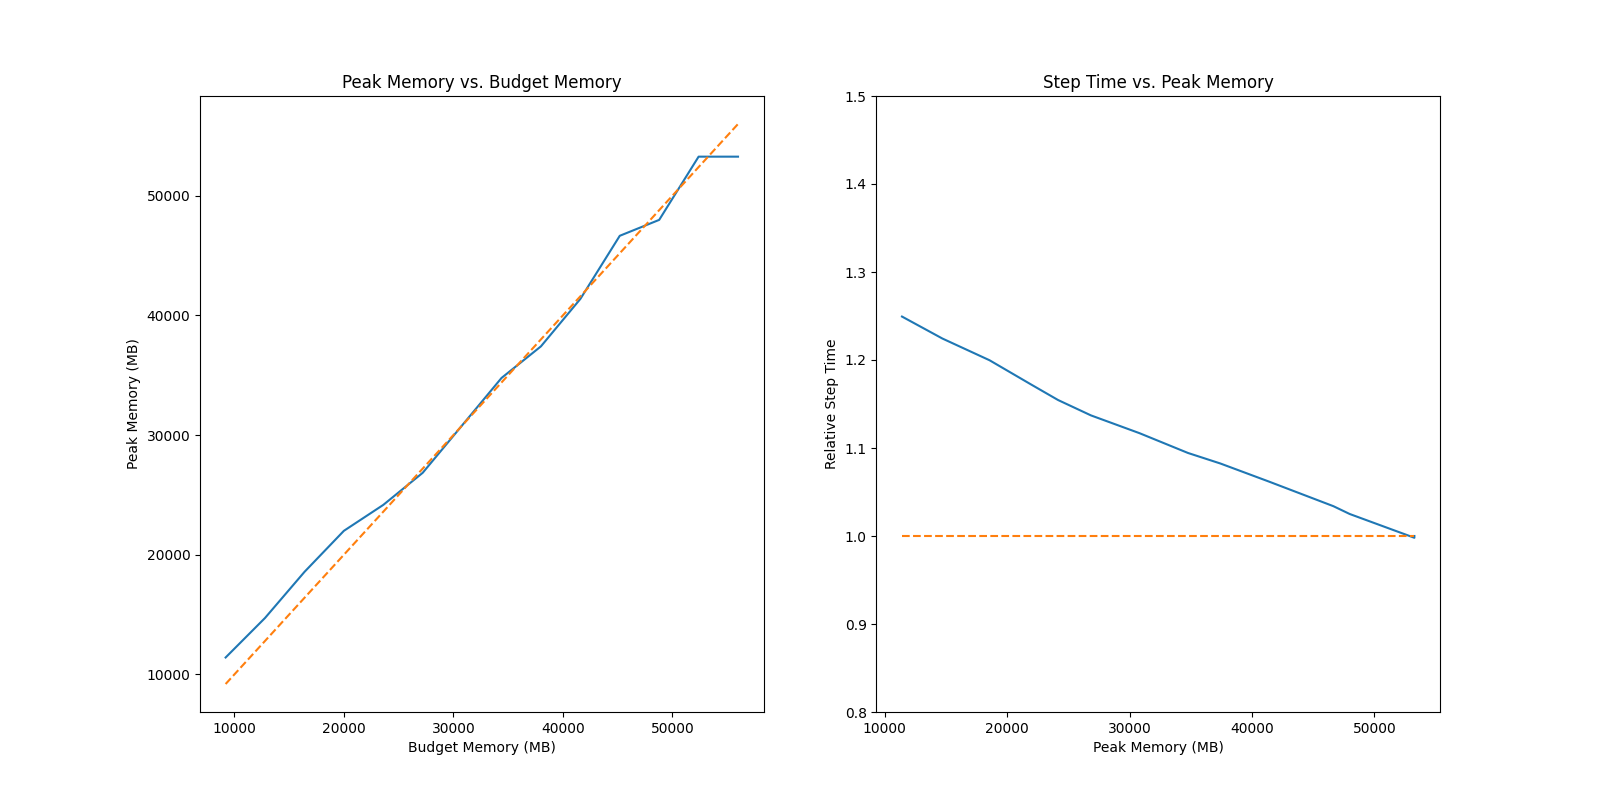 Peak Memory vs. Budget Memory
Peak Memory (MB)
50000
40000
30000
20000
10000
10000 20000 30000 40000 50000
Budget Memory (MB)
Step Time vs. Peak Memory
Relative Step Time
1.5
1.4
1.3
1.2
1.1
1.0
0.9
0.8
10000 20000 30000 40000 50000
Peak Memory (MB)